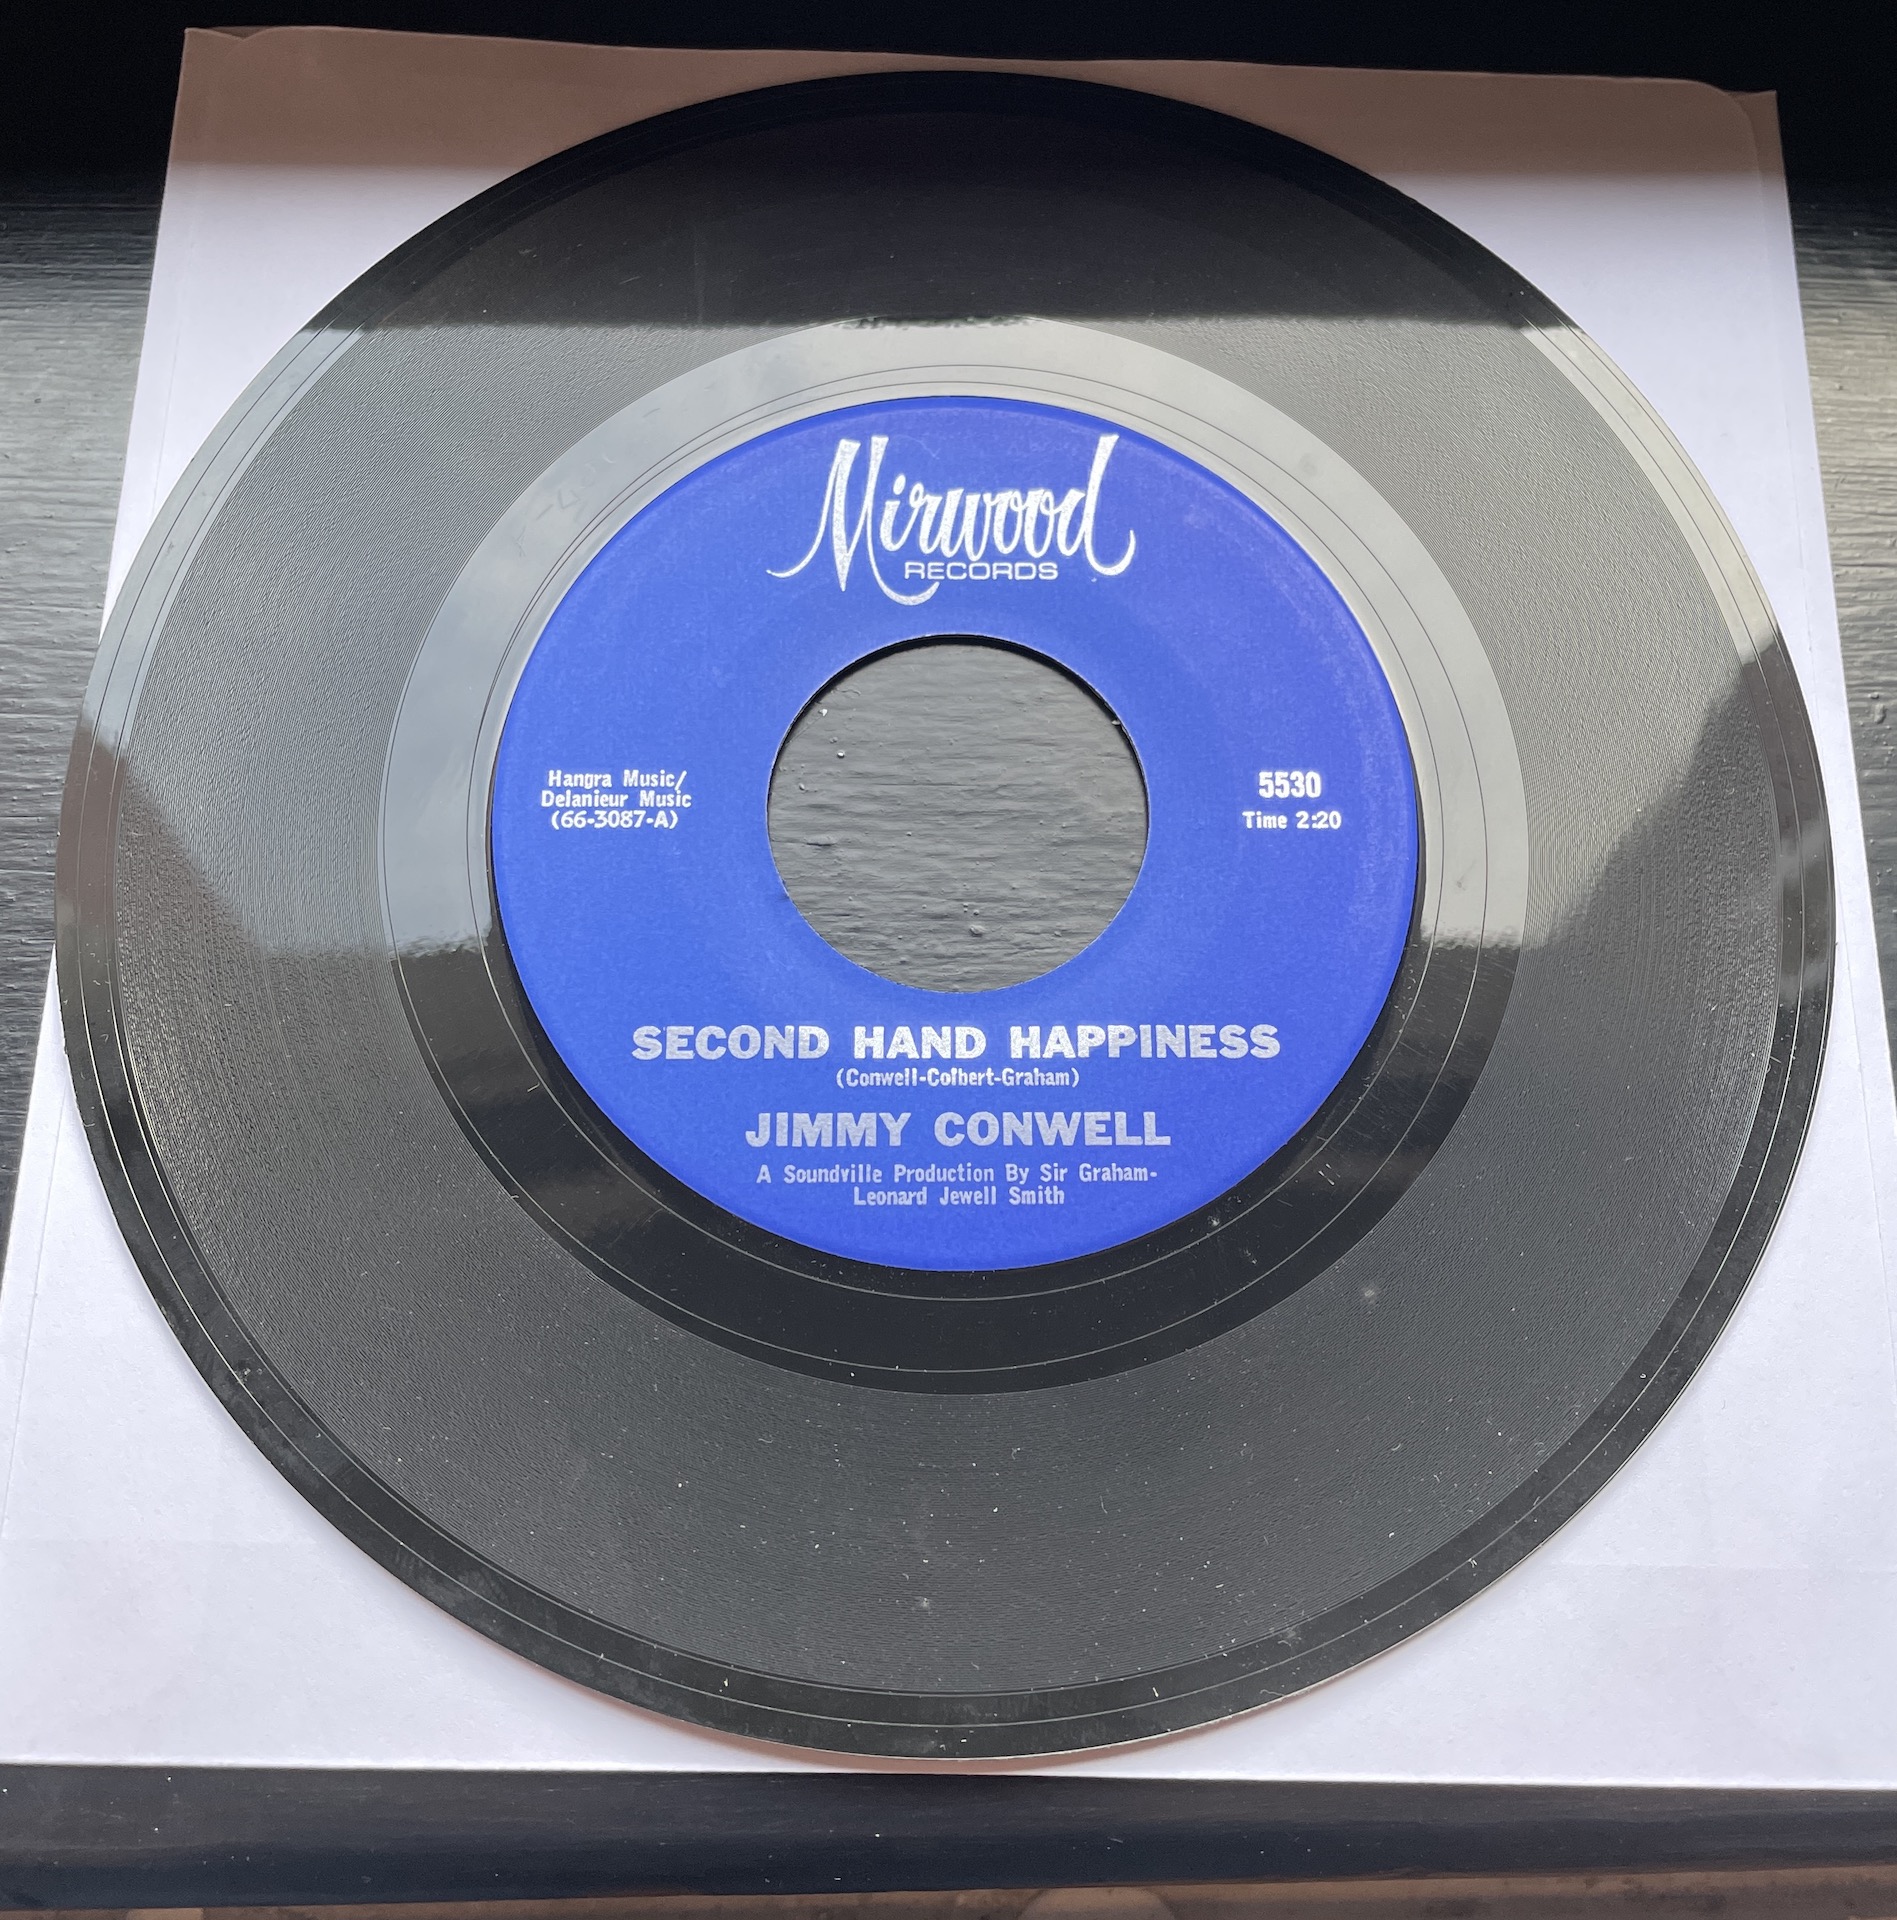 Mirwood
RECORDS
Hangra Music/
Delanieur Music
(66-3087-A)
5530
Time 2:20
SECOND HAND HAPPINESS
(Conwell-Colbert-Graham)
JIMMY CONWELL
A Soundville Production By Sir Graham-
Leonard Jewell Smith